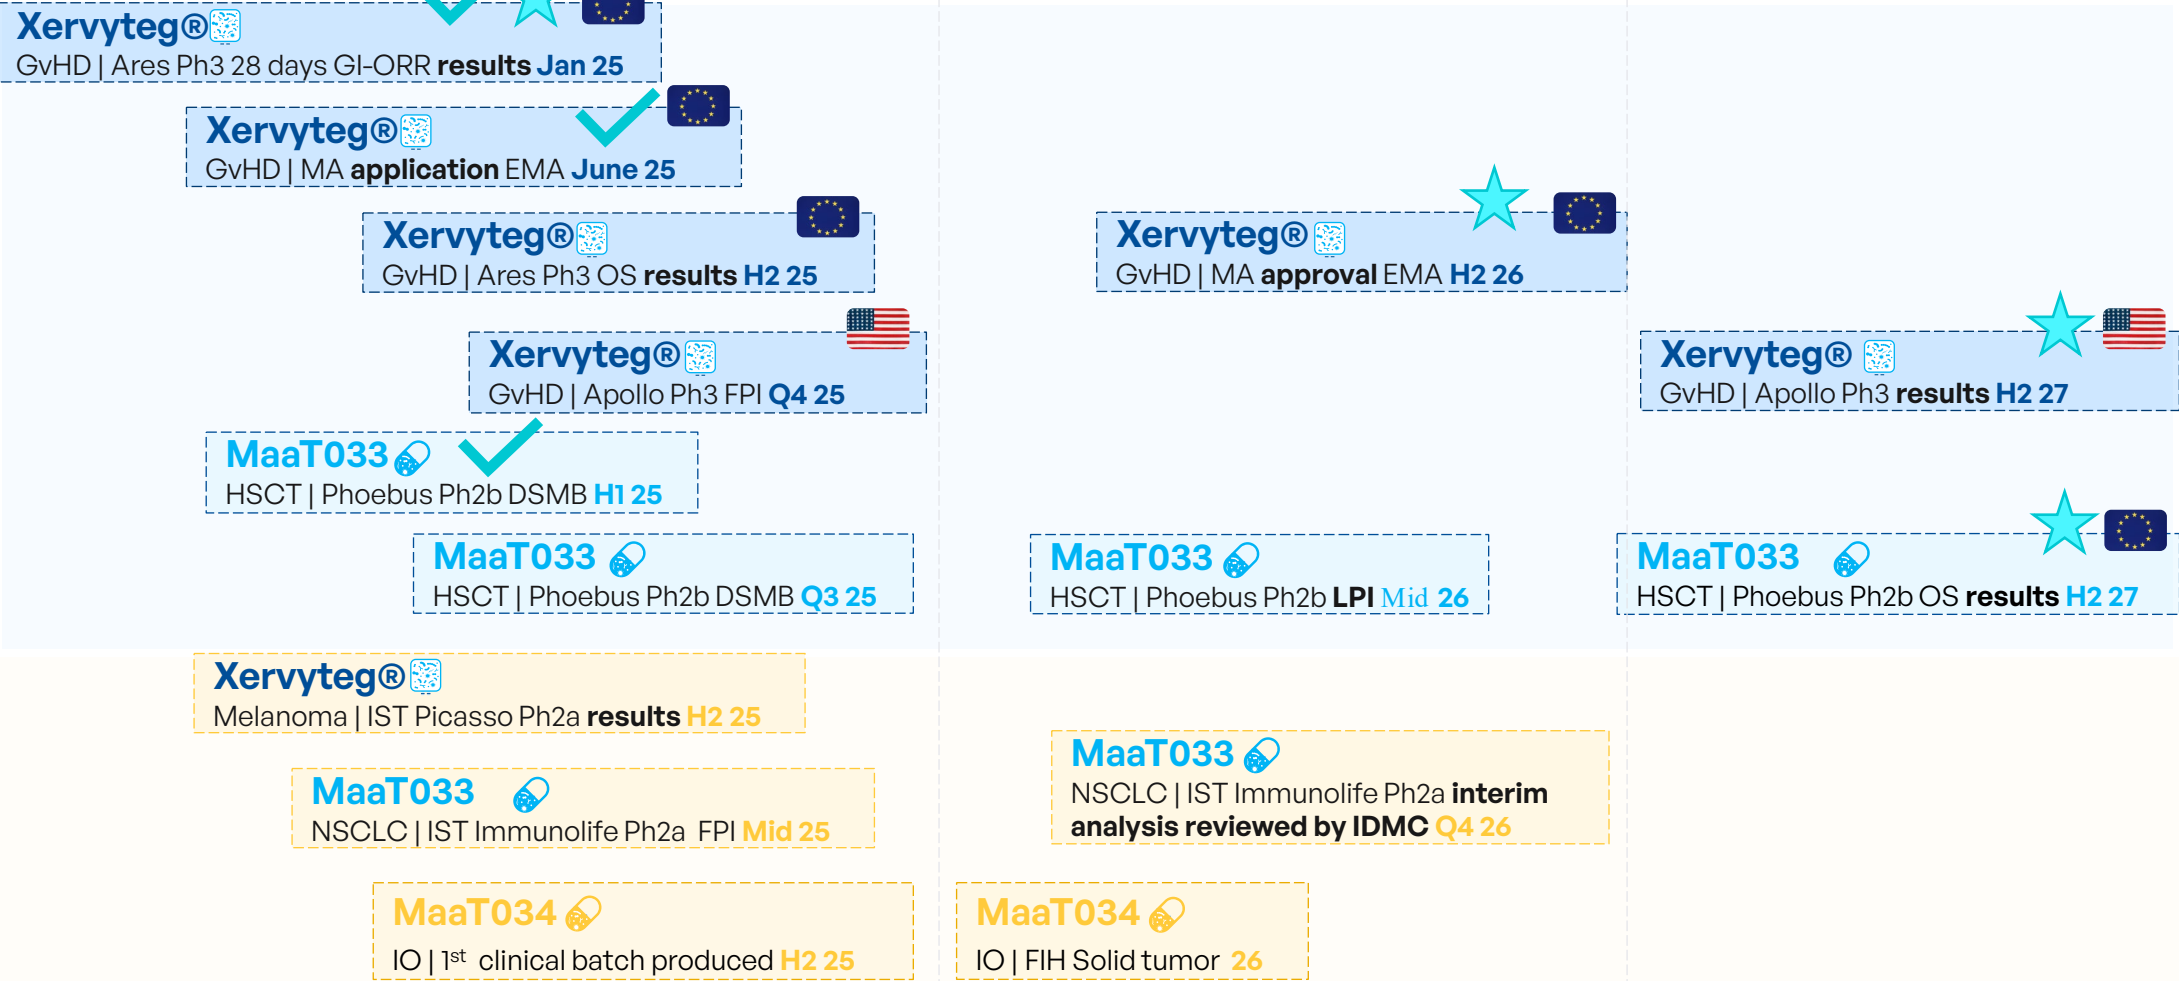 Xervyteg®
GvHD | Ares Ph3 28 days GI-ORR results Jan 25
Xervyteg®
GvHD | MA application EMA June 25
Xervyteg®
GvHD | Ares Ph3 OS results H2 25
Xervyteg®
GvHD | MA approval EMA H2 26
Xervyteg®
GvHD | Apollo Ph3 FPI Q4 25
Xervyteg®
GvHD | Apollo Ph3 results H2 27
MaaT033
HSCT | Phoebus Ph2b DSMB H1 25
MaaT033
HSCT | Phoebus Ph2b DSMB Q3 25
MaaT033
HSCT | Phoebus Ph2b LPI Mid 26
MaaT033
HSCT | Phoebus Ph2b OS results H2 27
Xervyteg®
Melanoma | IST Picasso Ph2a results H2 25
MaaT033
NSCLC | IST Immunolife Ph2a FPI Mid 25
MaaT033
NSCLC | IST Immunolife Ph2a interim
analysis reviewed by IDMC Q4 26
MaaT034
IO | 1st clinical batch produced H2 25
MaaT034
IO | FIH Solid tumor 26